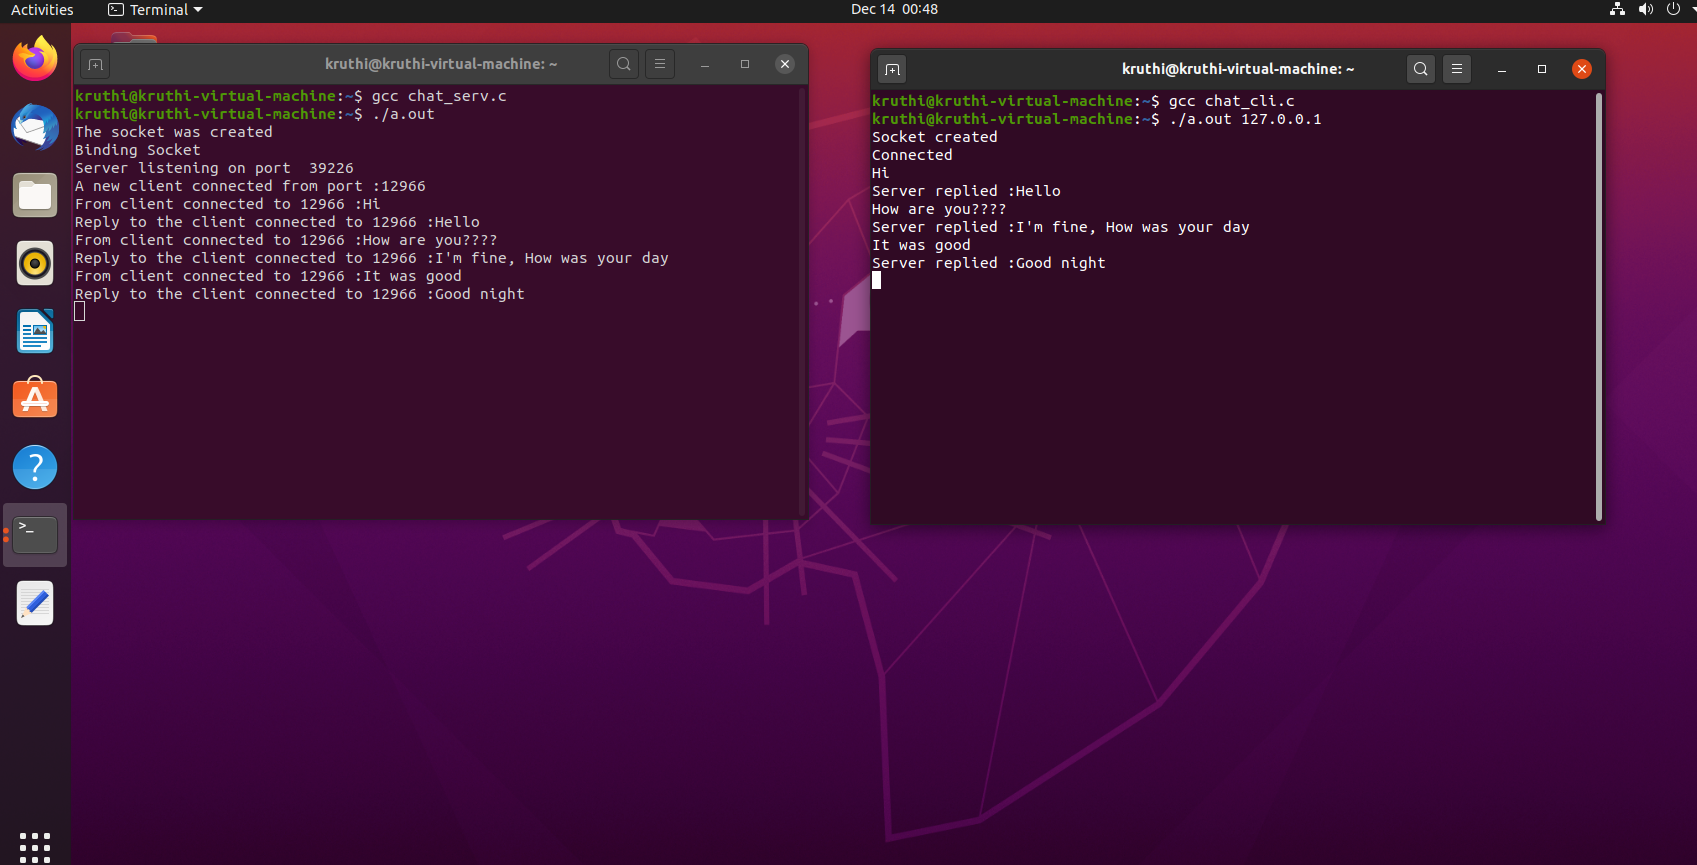 Activities
Terminal
Dec 14 00:48
kruthi@kruthi-virtual-machine: ~
kruthi@kruthi-virtual-machine:~$ gcc chat_serv.c
kruthi@kruthi-virtual-machine:~$ ./a.out
The socket was created
Binding Socket
Server listening on port  39226
A new client connected from port :12966
From client connected to 12966 :Hi
Reply to the client connected to 12966 :Hello
From client connected to 12966 :How are you????
Reply to the client connected to 12966 :I'm fine, How was your day
From client connected to 12966 :It was good
Reply to the client connected to 12966 :Good night
kruthi@kruthi-virtual-machine: ~
kruthi@kruthi-virtual-machine:~$ gcc chat_cli.c
kruthi@kruthi-virtual-machine:~$ ./a.out 127.0.0.1
Socket created
Connected
Hi
Server replied :Hello
How are you????
Server replied :I'm fine, How was your day
It was good
Server replied :Good night